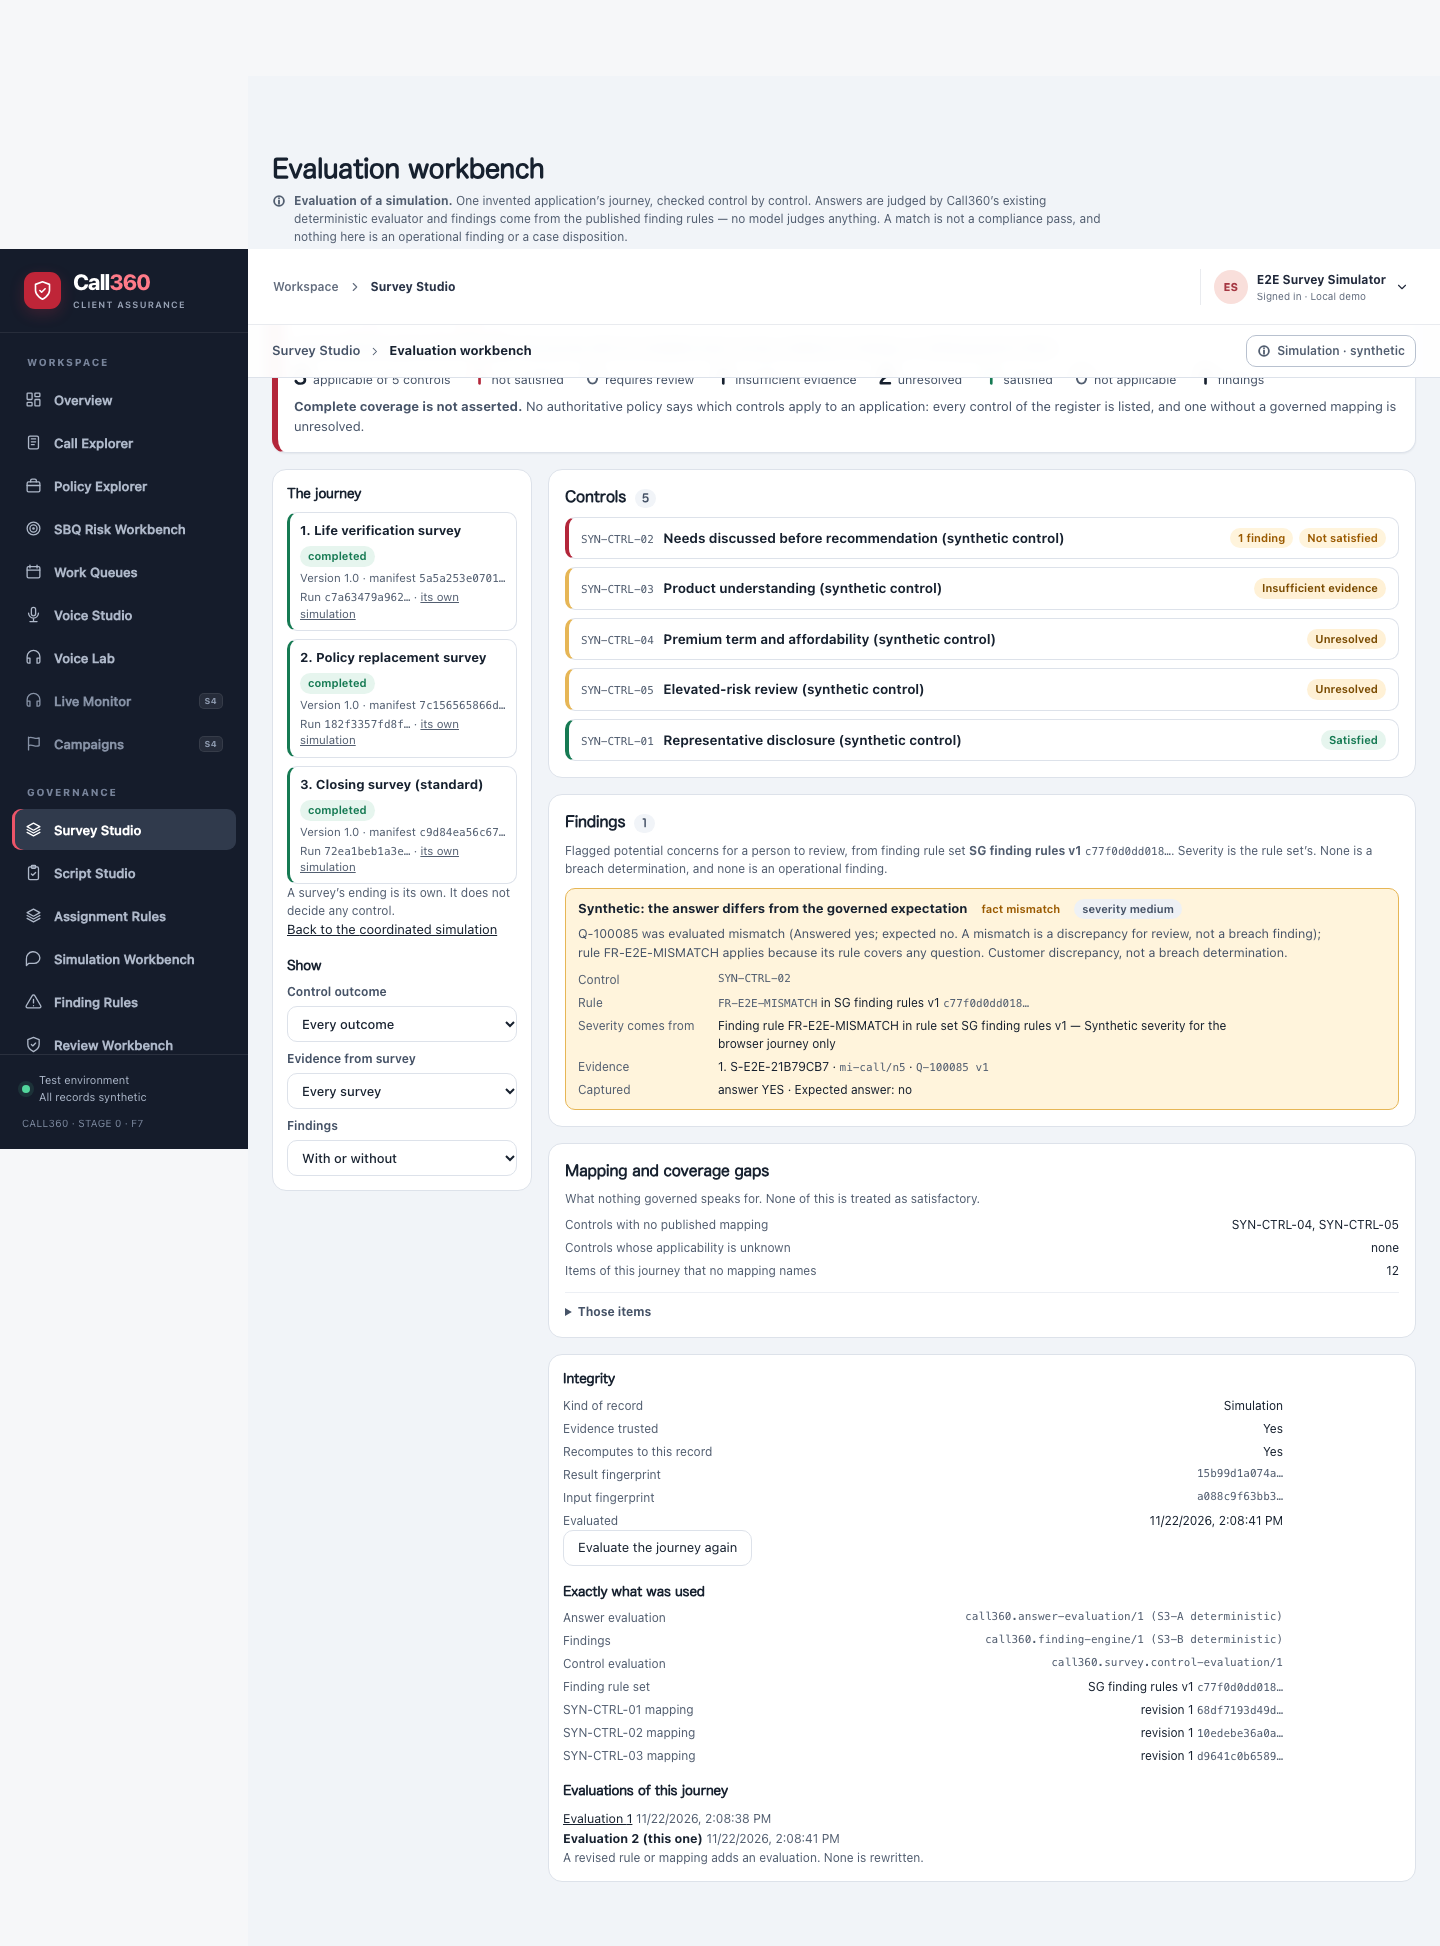 Evaluation workbench
Evaluation of a simulation. One invented application's journey, checked control by control. Answers are judged by Call360's existing
deterministic evaluator and findings come from the published finding rules — no model judges anything. A match is not a compliance pass, and
nothing here is an operational finding or a case disposition.
Call360
CLIENT ASSURANCE
WORKSPACE
Overview
Call Explorer
Policy Explorer
SBQ Risk Workbench
Work Queues
Voice Studio
Voice Lab
Live Monitor S4
Campaigns S4
GOVERNANCE
Survey Studio
Script Studio
Assignment Rules
Simulation Workbench
Finding Rules
Review Workbench
Test environment
All records synthetic
CALL360 · STAGE 0 · F7
Workspace > Survey Studio
ES
E2E Survey Simulator
Signed in · Local demo
Survey Studio > Evaluation workbench
Simulation · synthetic
applicable of 5 controls not satisfied requires review insufficient evidence unresolved satisfied not applicable findings
Complete coverage is not asserted. No authoritative policy says which controls apply to an application: every control of the register is listed, and one without a governed mapping is
unresolved.
The journey
1. Life verification survey
completed
Version 1.0 · manifest 5a5a253e0701…
Run c7a63479a962… · its own
simulation
2. Policy replacement survey
completed
Version 1.0 · manifest 7c156565866d…
Run 182f3357fd8f… · its own
simulation
3. Closing survey (standard)
completed
Version 1.0 · manifest c9d84ea56c67…
Run 72ea1beb1a3e… · its own
simulation
A survey's ending is its own. It does not
decide any control.
Back to the coordinated simulation
Show
Control outcome
Every outcome
Evidence from survey
Every survey
Findings
With or without
Controls 5
SYN-CTRL-02 Needs discussed before recommendation (synthetic control) 1 finding Not satisfied
SYN-CTRL-03 Product understanding (synthetic control) Insufficient evidence
SYN-CTRL-04 Premium term and affordability (synthetic control) Unresolved
SYN-CTRL-05 Elevated-risk review (synthetic control) Unresolved
SYN-CTRL-01 Representative disclosure (synthetic control) Satisfied
Findings 1
Flagged potential concerns for a person to review, from finding rule set SG finding rules v1 c77f0d0dd018…. Severity is the rule set's. None is a
breach determination, and none is an operational finding.
Synthetic: the answer differs from the governed expectation fact mismatch severity medium
Q-100085 was evaluated mismatch (Answered yes; expected no. A mismatch is a discrepancy for review, not a breach finding);
rule FR-E2E-MISMATCH applies because its rule covers any question. Customer discrepancy, not a breach determination.
Control SYN-CTRL-02
Rule FR-E2E-MISMATCH in SG finding rules v1 c77f0d0dd018…
Severity comes from Finding rule FR-E2E-MISMATCH in rule set SG finding rules v1 — Synthetic severity for the
browser journey only
Evidence 1. S-E2E-21B79CB7 · mi-call/n5 · Q-100085 v1
Captured answer YES · Expected answer: no
Mapping and coverage gaps
What nothing governed speaks for. None of this is treated as satisfactory.
Controls with no published mapping SYN-CTRL-04, SYN-CTRL-05
Controls whose applicability is unknown none
Items of this journey that no mapping names 12
Those items
Integrity
Kind of record Simulation
Evidence trusted Yes
Recomputes to this record Yes
Result fingerprint 15b99d1a074a…
Input fingerprint a088c9f63bb3…
Evaluated 11/22/2026, 2:08:41 PM
Evaluate the journey again
Exactly what was used
Answer evaluation call360.answer-evaluation/1 (S3-A deterministic)
Findings call360.finding-engine/1 (S3-B deterministic)
Control evaluation call360.survey.control-evaluation/1
Finding rule set SG finding rules v1 c77f0d0dd018…
SYN-CTRL-01 mapping revision 1 68df7193d49d…
SYN-CTRL-02 mapping revision 1 10edebe36a0a…
SYN-CTRL-03 mapping revision 1 d9641c0b6589…
Evaluations of this journey
Evaluation 1 11/22/2026, 2:08:38 PM
Evaluation 2 (this one) 11/22/2026, 2:08:41 PM
A revised rule or mapping adds an evaluation. None is rewritten.